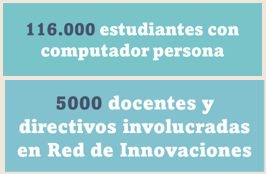 116.000 estudiantes con
computador persona
5000 docentes y
directivos involucradas
en Red de Innovaciones